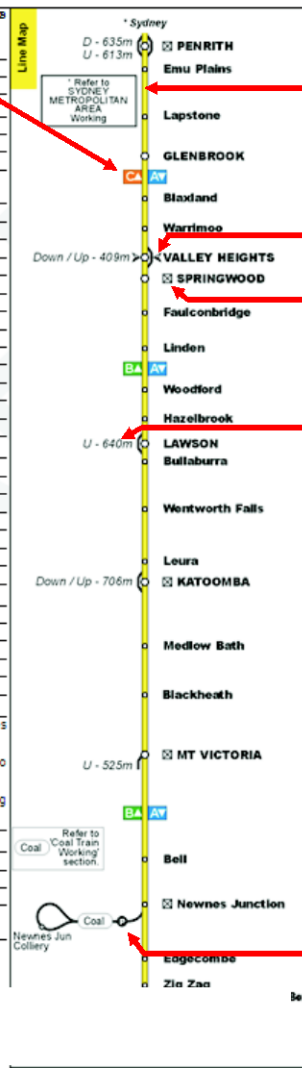 Line Map
* Sydney
D - 635m
U - 613m
PENRITH
Emu Plains
* Refer to
SYDNEY
METROPOLITAN
AREA
Working
Lapstone
GLENBROOK
C▲ A▼
Blaxland
Warrimoo
Down / Up - 409m
VALLEY HEIGHTS
SPRINGWOOD
Faulconbridge
Linden
B▲ A▼
Woodford
Hazelbrook
U - 640m
LAWSON
Bullaburra
Wentworth Falls
Leura
Down / Up - 706m
KATOOMBA
Medlow Bath
Blackheath
MT VICTORIA
U - 525m
B▲ A▼
Coal
Refer to
'Coal Train
Working'
section.
Bell
Newnes Junction
Coal
Newnes Jun
Colliery
Edgecombe
Zig Zag